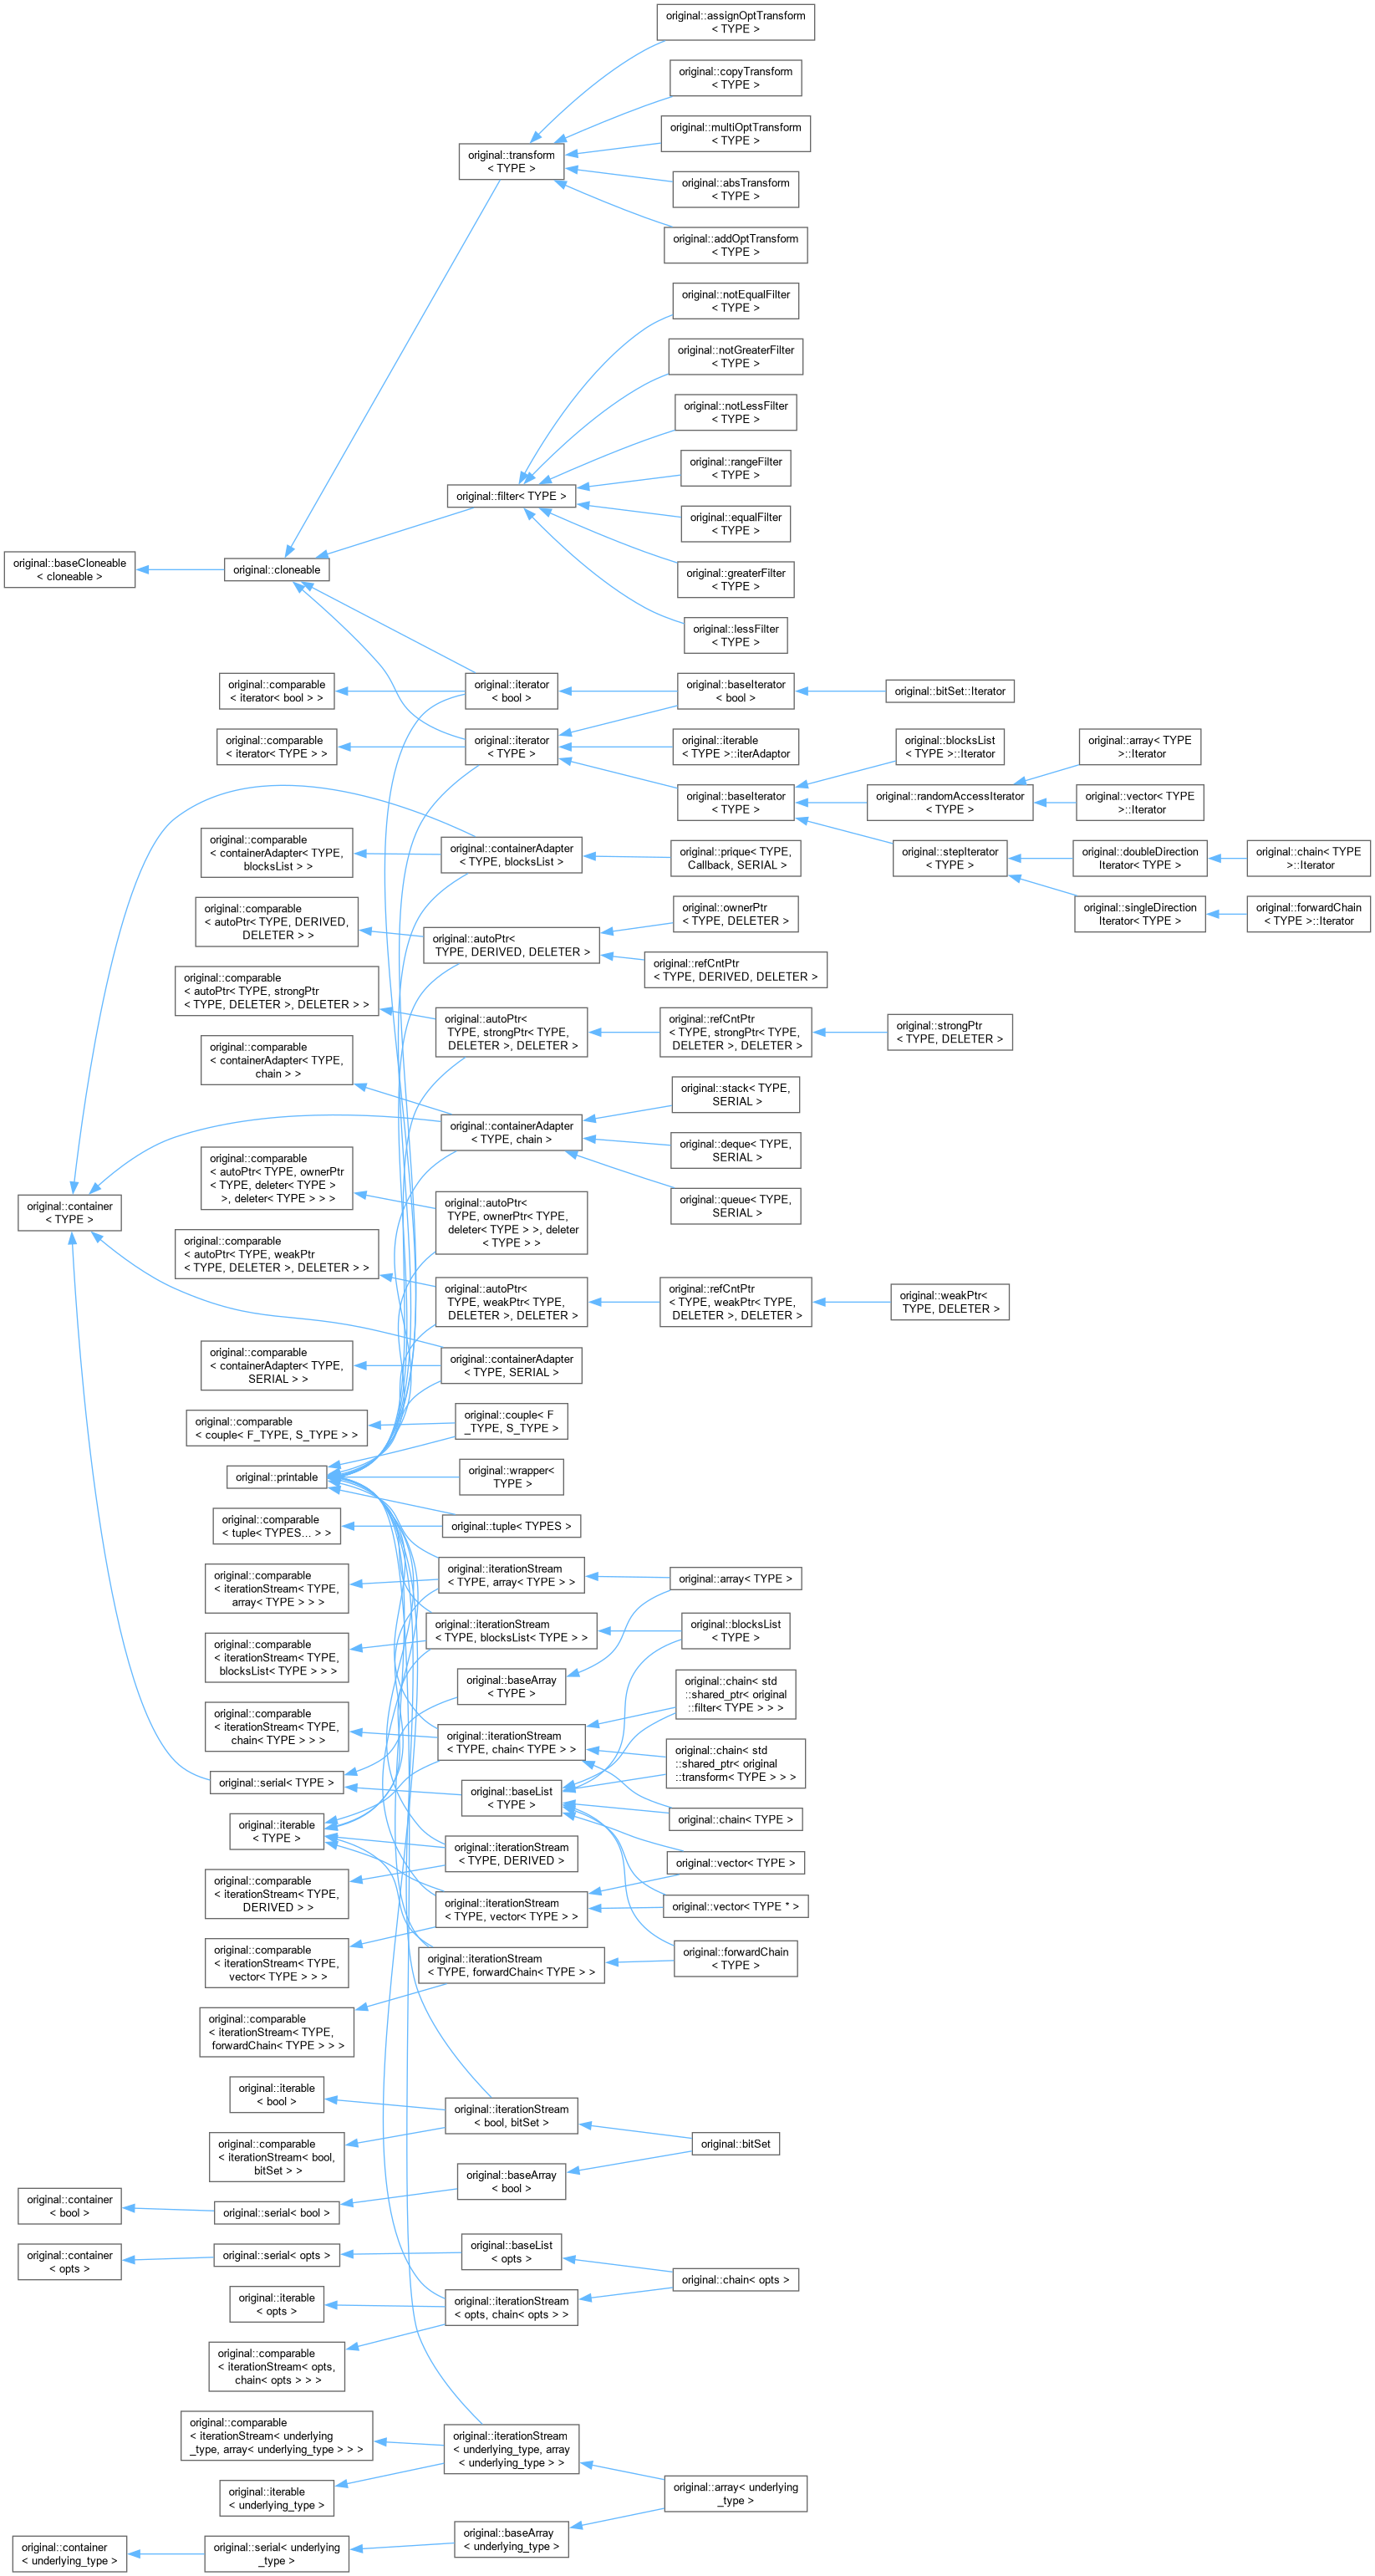 original::assignOptTransform
< TYPE >
original::copyTransform
< TYPE >
original::multiOptTransform
< TYPE >
original::transform
< TYPE >
original::absTransform
< TYPE >
original::addOptTransform
< TYPE >
original::notEqualFilter
< TYPE >
original::notGreaterFilter
< TYPE >
original::notLessFilter
< TYPE >
original::rangeFilter
< TYPE >
original::filter< TYPE >
original::equalFilter
< TYPE >
original::baseCloneable
< cloneable >
original::cloneable
original::greaterFilter
< TYPE >
original::lessFilter
< TYPE >
original::comparable
< iterator< bool > >
original::iterator
< bool >
original::baseIterator
< bool >
original::bitSet::Iterator
original::comparable
< iterator< TYPE > >
original::iterator
< TYPE >
original::iterable
< TYPE >::iterAdaptor
original::blocksList
< TYPE >::Iterator
original::array< TYPE
>::Iterator
original::baseIterator
< TYPE >
original::randomAccessIterator
< TYPE >
original::vector< TYPE
>::Iterator
original::comparable
< containerAdapter< TYPE,
blocksList > >
original::containerAdapter
< TYPE, blocksList >
original::prique< TYPE,
Callback, SERIAL >
original::stepIterator
< TYPE >
original::doubleDirection
Iterator< TYPE >
original::chain< TYPE
>::Iterator
original::comparable
< autoPtr< TYPE, DERIVED,
DELETER > >
original::autoPtr<
TYPE, DERIVED, DELETER >
original::ownerPtr
< TYPE, DELETER >
original::singleDirection
Iterator< TYPE >
original::forwardChain
< TYPE >::Iterator
original::refCntPtr
< TYPE, DERIVED, DELETER >
original::comparable
< autoPtr< TYPE, strongPtr
< TYPE, DELETER >, DELETER > >
original::autoPtr<
TYPE, strongPtr< TYPE,
DELETER >, DELETER >
original::refCntPtr
< TYPE, strongPtr< TYPE,
DELETER >, DELETER >
original::strongPtr
< TYPE, DELETER >
original::comparable
< containerAdapter< TYPE,
chain > >
original::containerAdapter
< TYPE, chain >
original::stack< TYPE,
SERIAL >
original::deque< TYPE,
SERIAL >
original::queue< TYPE,
SERIAL >
original::container
< TYPE >
original::comparable
< autoPtr< TYPE, ownerPtr
< TYPE, deleter< TYPE >
>, deleter< TYPE > > >
original::autoPtr<
TYPE, ownerPtr< TYPE,
deleter< TYPE > >, deleter
< TYPE > >
original::comparable
< autoPtr< TYPE, weakPtr
< TYPE, DELETER >, DELETER > >
original::autoPtr<
TYPE, weakPtr< TYPE,
DELETER >, DELETER >
original::refCntPtr
< TYPE, weakPtr< TYPE,
DELETER >, DELETER >
original::weakPtr<
TYPE, DELETER >
original::comparable
< containerAdapter< TYPE,
SERIAL > >
original::containerAdapter
< TYPE, SERIAL >
original::comparable
< couple< F_TYPE, S_TYPE > >
original::couple< F
_TYPE, S_TYPE >
original::printable
original::wrapper<
TYPE >
original::comparable
< tuple< TYPES... > >
original::tuple< TYPES >
original::comparable
< iterationStream< TYPE,
array< TYPE > > >
original::iterationStream
< TYPE, array< TYPE > >
original::array< TYPE >
original::comparable
< iterationStream< TYPE,
blocksList< TYPE > > >
original::iterationStream
< TYPE, blocksList< TYPE > >
original::blocksList
< TYPE >
original::baseArray
< TYPE >
original::chain< std
::shared_ptr< original
::filter< TYPE > > >
original::comparable
< iterationStream< TYPE,
chain< TYPE > > >
original::iterationStream
< TYPE, chain< TYPE > >
original::chain< std
::shared_ptr< original
::transform< TYPE > > >
original::serial< TYPE >
original::baseList
< TYPE >
original::chain< TYPE >
original::iterable
< TYPE >
original::iterationStream
< TYPE, DERIVED >
original::vector< TYPE >
original::comparable
< iterationStream< TYPE,
DERIVED > >
original::iterationStream
< TYPE, vector< TYPE > >
original::vector< TYPE * >
original::comparable
< iterationStream< TYPE,
vector< TYPE > > >
original::iterationStream
< TYPE, forwardChain< TYPE > >
original::forwardChain
< TYPE >
original::comparable
< iterationStream< TYPE,
forwardChain< TYPE > > >
original::iterable
< bool >
original::iterationStream
< bool, bitSet >
original::bitSet
original::comparable
< iterationStream< bool,
bitSet > >
original::baseArray
< bool >
original::container
< bool >
original::serial< bool >
original::container
< opts >
original::serial< opts >
original::baseList
< opts >
original::chain< opts >
original::iterable
< opts >
original::iterationStream
< opts, chain< opts > >
original::comparable
< iterationStream< opts,
chain< opts > > >
original::comparable
< iterationStream< underlying
_type, array< underlying_type > > >
original::iterationStream
< underlying_type, array
< underlying_type > >
original::iterable
< underlying_type >
original::array< underlying
_type >
original::baseArray
< underlying_type >
original::container
< underlying_type >
original::serial< underlying
_type >